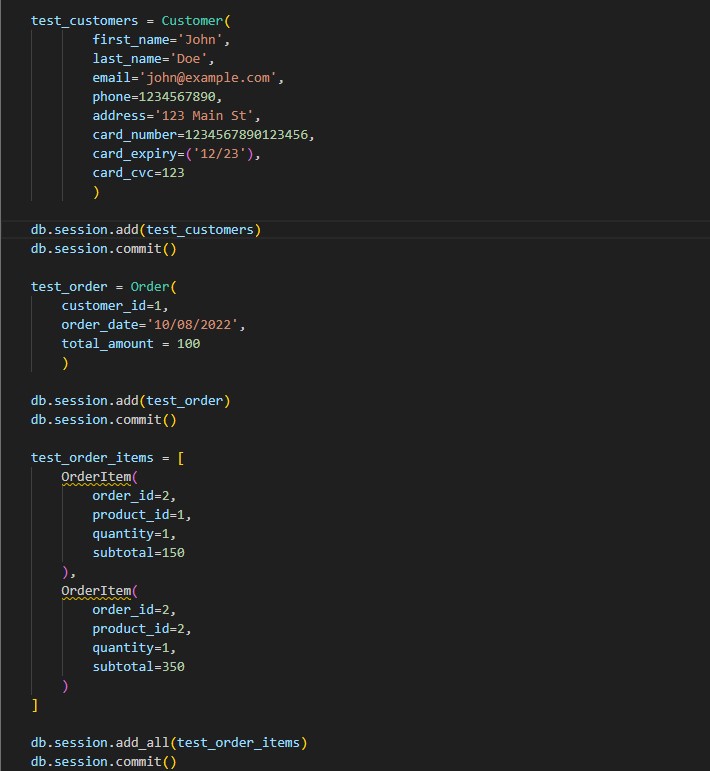 test_customers = Customer(
first_name='John',
last_name='Doe',
email='john@example.com',
phone=1234567890,
address='123 Main St',
card_number=1234567890123456,
card_expiry=('12/23'),
card_cvc=123
)
db.session.add(test_customers)
db.session.commit()
test_order = Order(
customer_id=1,
order_date='10/08/2022',
total_amount = 100
)
db.session.add(test_order)
db.session.commit()
test_order_items = [
OrderItem(
order_id=2,
product_id=1,
quantity=1,
subtotal=150
),
OrderItem(
order_id=2,
product_id=2,
quantity=1,
subtotal=350
)
]
db.session.add_all(test_order_items)
db.session.commit()